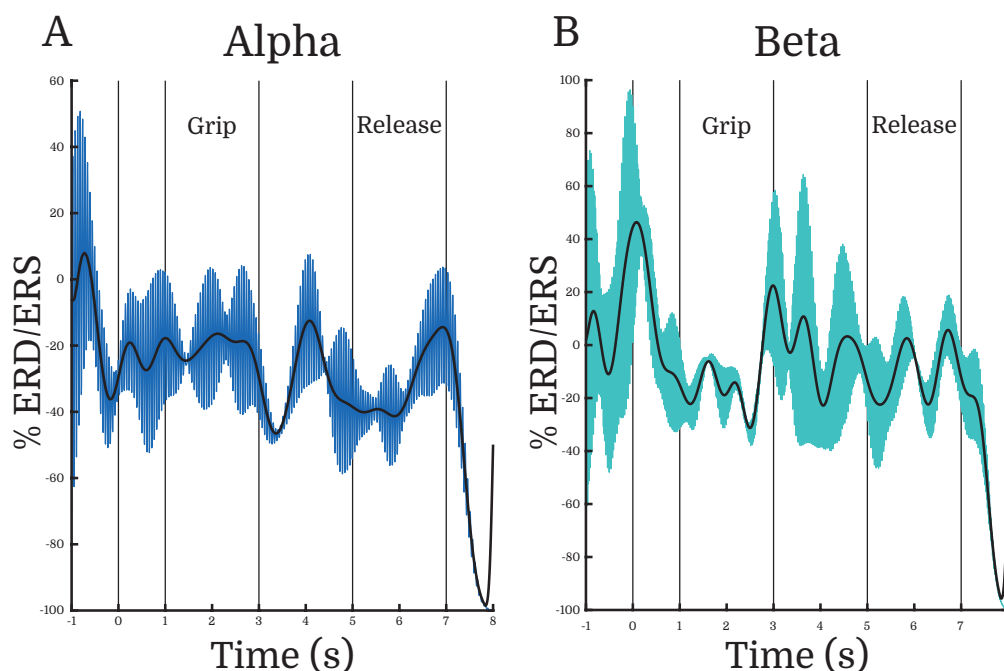 A
Alpha
60
40
20
0
-20
-40
-60
-100
% ERD/ERS
Grip
Release
-1 0 1 2 3 4 5 6 7 8
Time (s)
B
Beta
100
80
60
40
20
0
-20
-40
-60
-80
-100
% ERD/ERS
Grip
Release
-1 0 1 2 3 4 5 6 7
Time (s)